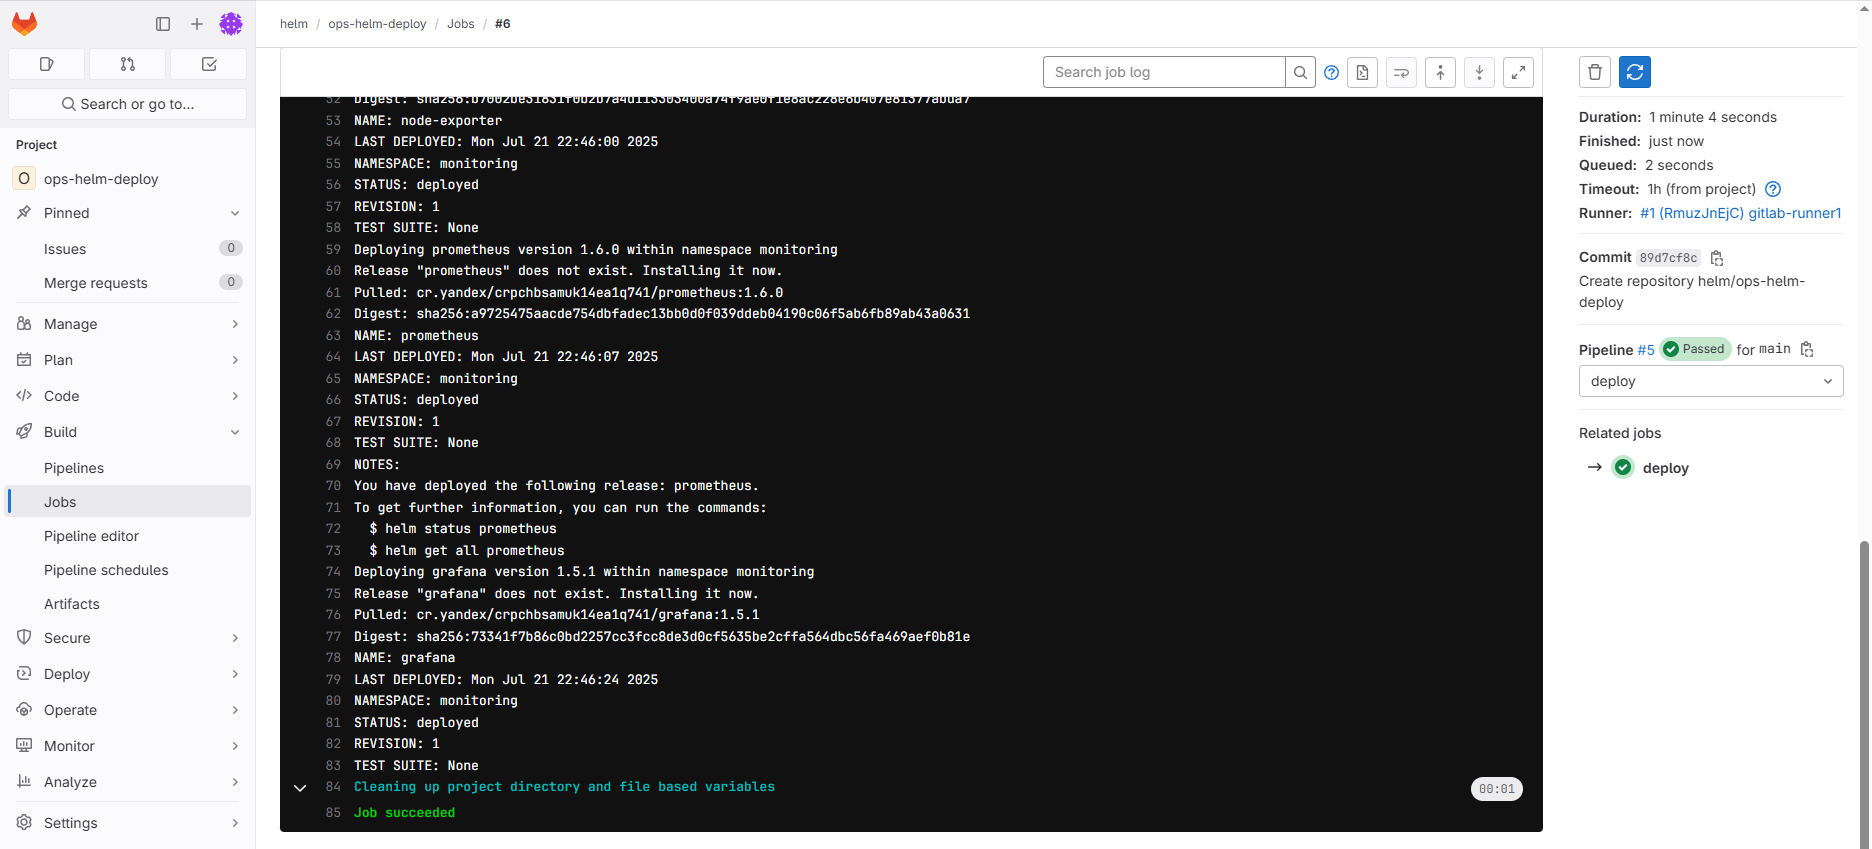 helm / ops-helm-deploy / Jobs / #6
Search or go to...
Project
O ops-helm-deploy
Pinned
Issues 0
Merge requests 0
Manage
Plan
Code
Build
Pipelines
Jobs
Pipeline editor
Pipeline schedules
Artifacts
Secure
Deploy
Operate
Monitor
Analyze
Settings
Search job log
52 Digest:
53 NAME: node-exporter
54 LAST DEPLOYED: Mon Jul 21 22:46:00 2025
55 NAMESPACE: monitoring
56 STATUS: deployed
57 REVISION: 1
58 TEST SUITE: None
59 Deploying prometheus version 1.6.0 within namespace monitoring
60 Release "prometheus" does not exist. Installing it now.
61 Pulled: cr.yandex/crpchbsamuk14ea1q741/prometheus:1.6.0
62 Digest: sha256:a9725475aacde754dbfadec13bb0d0f039ddeb04190c06f5ab6fb89ab43a0631
63 NAME: prometheus
64 LAST DEPLOYED: Mon Jul 21 22:46:07 2025
65 NAMESPACE: monitoring
66 STATUS: deployed
67 REVISION: 1
68 TEST SUITE: None
69 NOTES:
70 You have deployed the following release: prometheus.
71 To get further information, you can run the commands:
72 $ helm status prometheus
73 $ helm get all prometheus
74 Deploying grafana version 1.5.1 within namespace monitoring
75 Release "grafana" does not exist. Installing it now.
76 Pulled: cr.yandex/crpchbsamuk14ea1q741/grafana:1.5.1
77 Digest: sha256:73341f7b86c0bd2257cc3fcc8de3d0cf5635be2cffa564dbc56fa469aef0b81e
78 NAME: grafana
79 LAST DEPLOYED: Mon Jul 21 22:46:24 2025
80 NAMESPACE: monitoring
81 STATUS: deployed
82 REVISION: 1
83 TEST SUITE: None
84 Cleaning up project directory and file based variables 00:01
85 Job succeeded
Duration: 1 minute 4 seconds
Finished: just now
Queued: 2 seconds
Timeout: 1h (from project)
Runner: #1 (RmuzJnEjC) gitlab-runner1
Commit 89d7cf8c
Create repository helm/ops-helm-
deploy
Pipeline #5 Passed for main
deploy
Related jobs
→ deploy